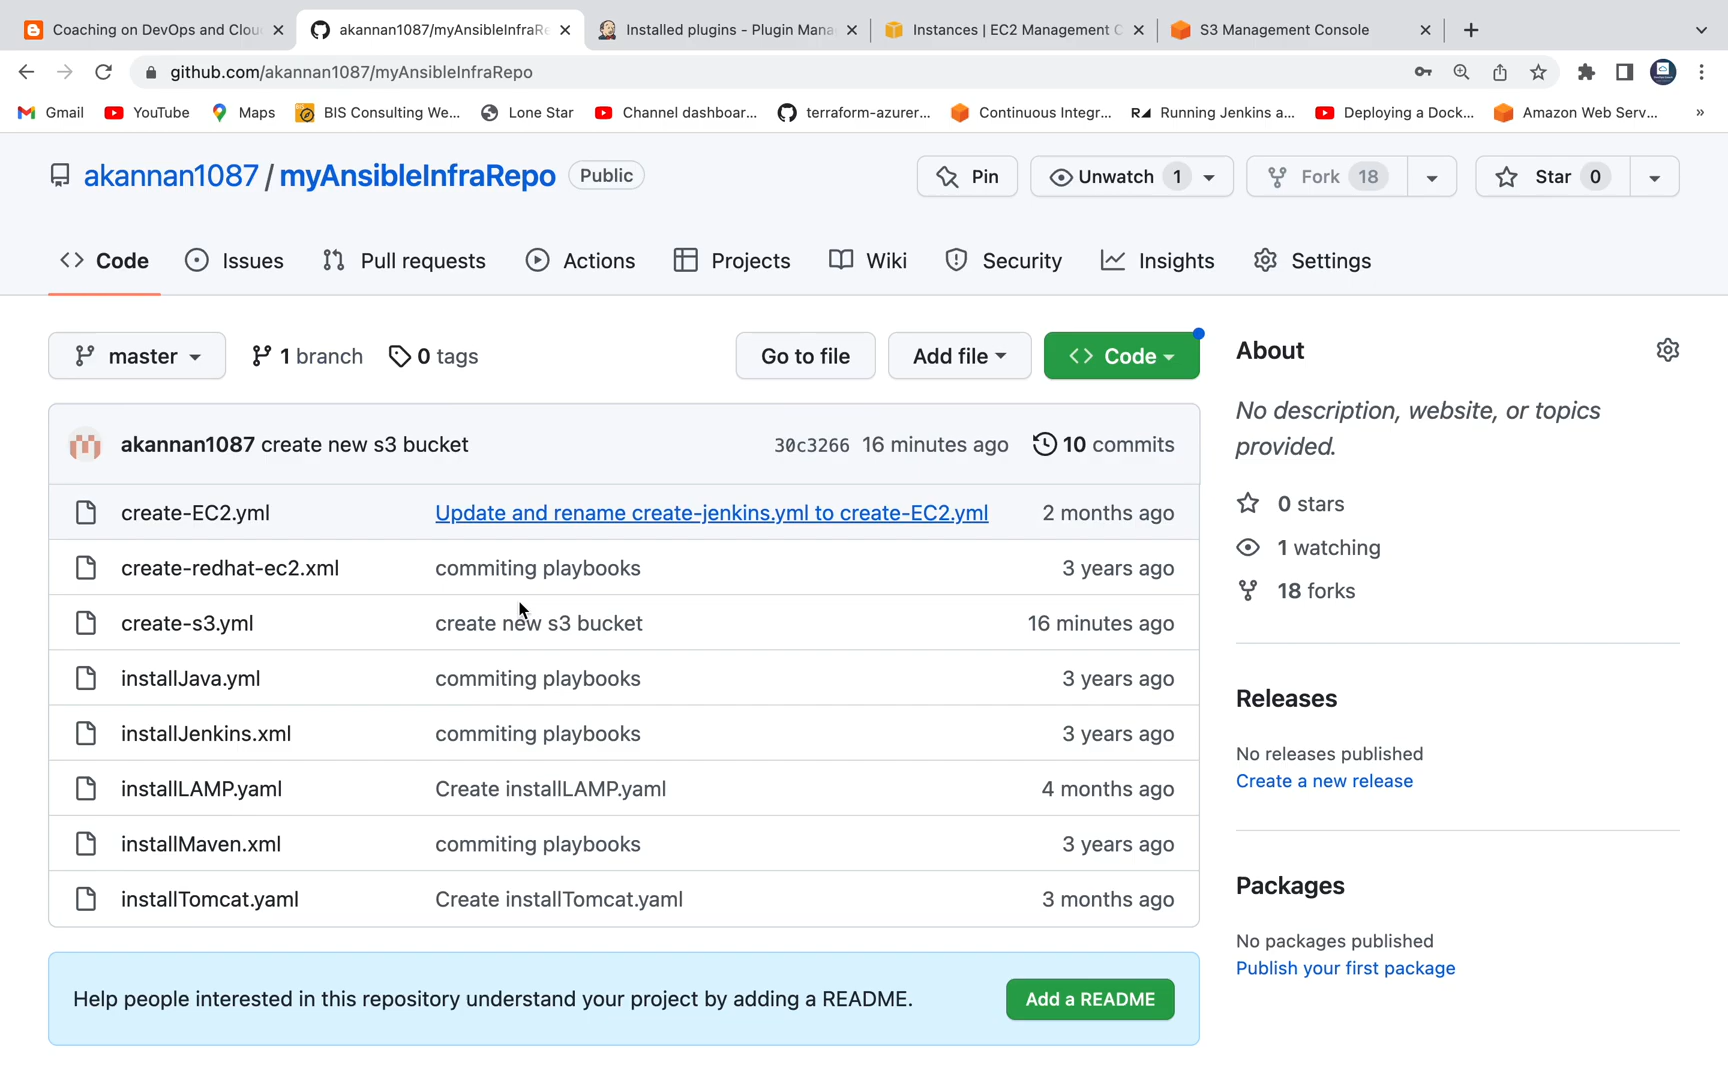 Coaching on DevOps and Clou
akannan1087/myAnsibleInfraRe
Installed plugins - Plugin Mana
Instances | EC2 Management C
S3 Management Console
github.com/akannan1087/myAnsibleInfraRepo
Gmail
YouTube
Maps
BIS Consulting We...
Lone Star
Channel dashboar...
terraform-azurer...
Continuous Integr...
Running Jenkins a...
Deploying a Dock...
Amazon Web Serv...
»
akannan1087 / myAnsibleInfraRepo Public
Pin
Unwatch 1
Fork 18
Star 0
Code
Issues
Pull requests
Actions
Projects
Wiki
Security
Insights
Settings
master
1 branch
0 tags
Go to file
Add file
Code
akannan1087 create new s3 bucket 30c3266 16 minutes ago 10 commits
create-EC2.yml Update and rename create-jenkins.yml to create-EC2.yml 2 months ago
create-redhat-ec2.xml commiting playbooks 3 years ago
create-s3.yml create new s3 bucket 16 minutes ago
installJava.yml commiting playbooks 3 years ago
installJenkins.xml commiting playbooks 3 years ago
installLAMP.yaml Create installLAMP.yaml 4 months ago
installMaven.xml commiting playbooks 3 years ago
installTomcat.yaml Create installTomcat.yaml 3 months ago
Help people interested in this repository understand your project by adding a README.
Add a README
About
No description, website, or topics
provided.
0 stars
1 watching
18 forks
Releases
No releases published
Create a new release
Packages
No packages published
Publish your first package